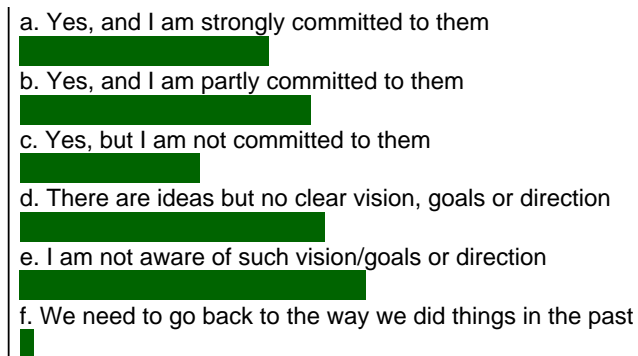 a. Yes, and I am strongly committed to them
b. Yes, and I am partly committed to them
c. Yes, but I am not committed to them
d. There are ideas but no clear vision, goals or direction
e. I am not aware of such vision/goals or direction
f. We need to go back to the way we did things in the past